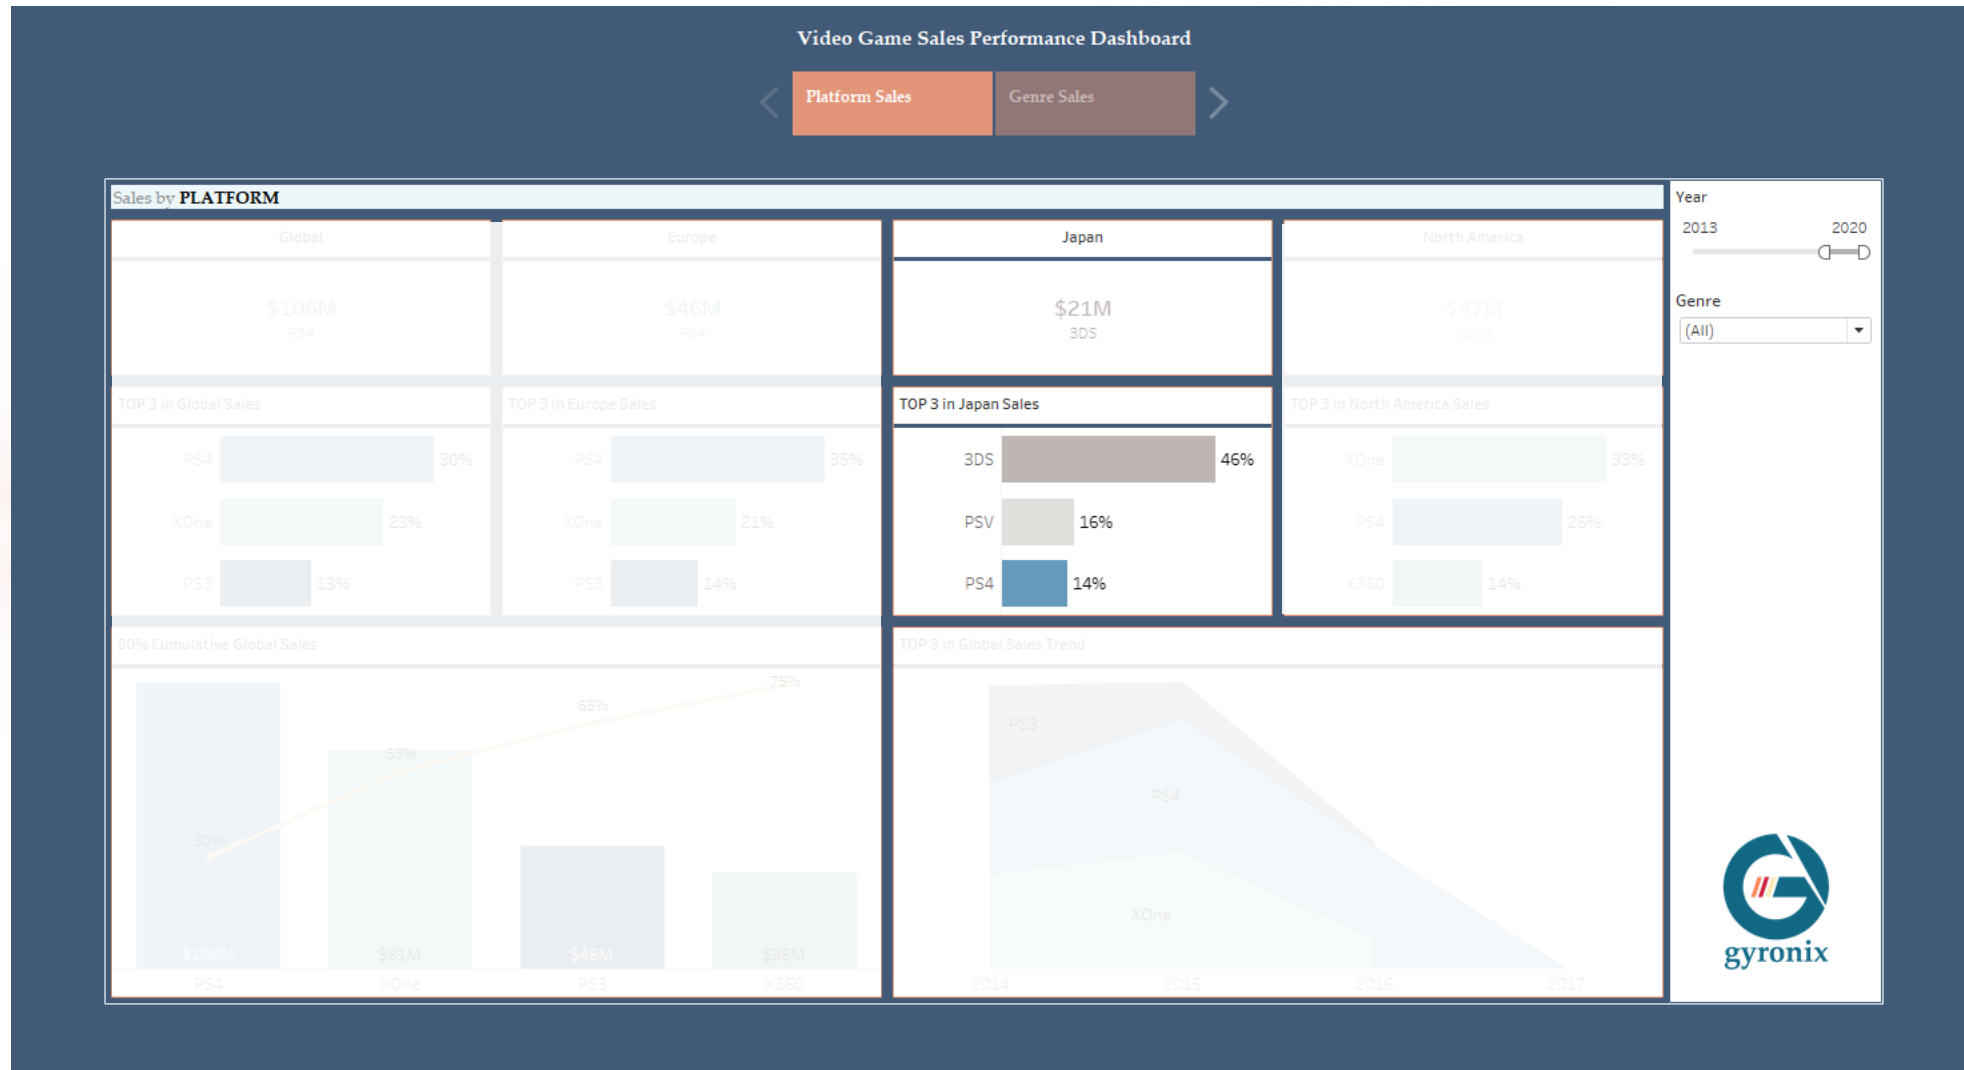 Video Game Sales Performance Dashboard
Platform Sales
Genre Sales
Sales by PLATFORM
Global
$106M
PS4
Europe
$46M
PS4
Japan
$21M
3DS
North America
$47M
XOne
TOP 3 in Global Sales
PS4 30%
XOne 23%
PS3 13%
TOP 3 in Europe Sales
PS4 35%
XOne 21%
PS3 14%
TOP 3 in Japan Sales
3DS 46%
PSV 16%
PS4 14%
TOP 3 in North America Sales
XOne 33%
PS4 26%
X360 14%
80% Cumulative Global Sales
30%
53%
65%
75%
$106M
$81M
$46M
$36M
PS4
XOne
PS3
X360
TOP 3 in Global Sales Trend
PS3
PS4
XOne
2014
2015
2016
2017
Year
2013
2020
Genre
(All)
gyronix